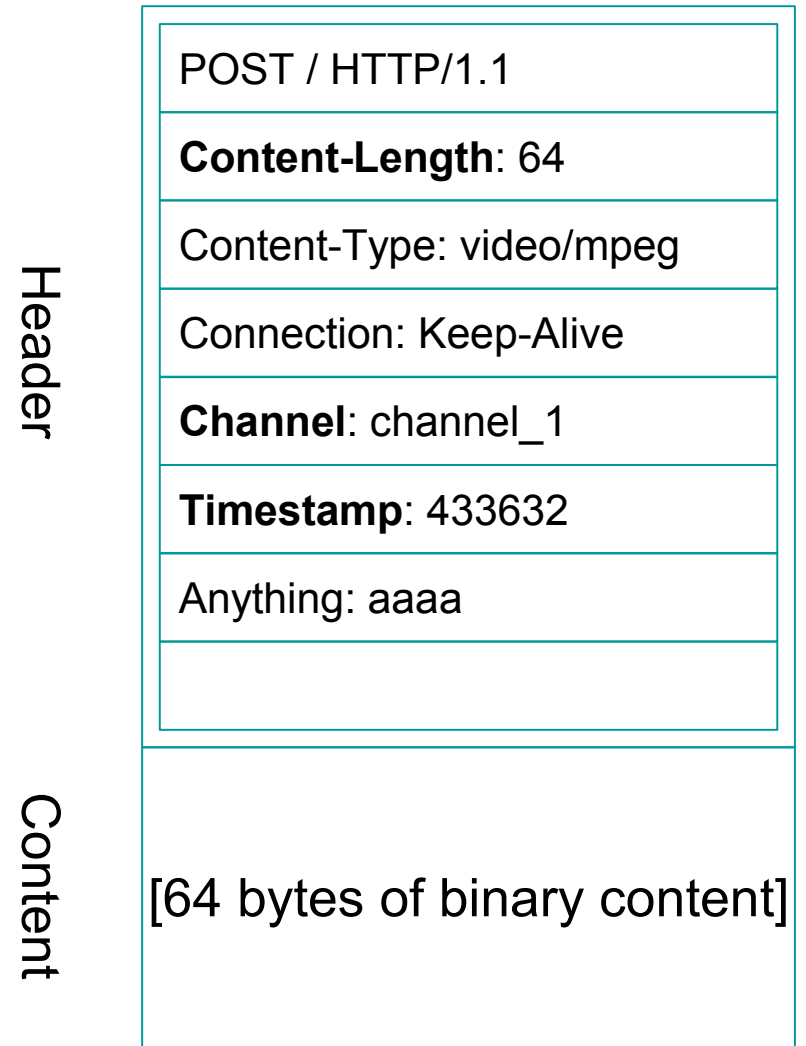 Header
POST / HTTP/1.1
Content-Length: 64
Content-Type: video/mpeg
Connection: Keep-Alive
Channel: channel_1
Timestamp: 433632
Anything: aaaa
Content
[64 bytes of binary content]